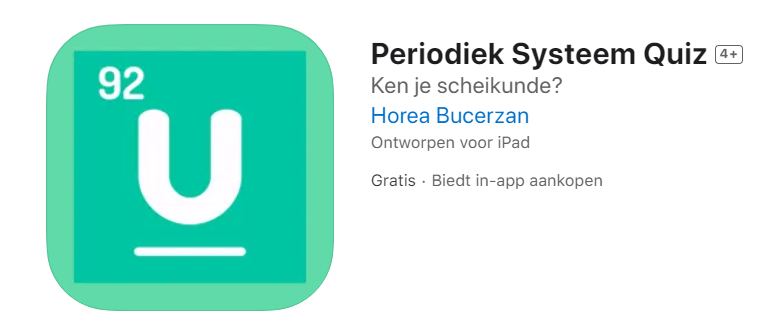 92
U
Periodiek Systeem Quiz 4+
Ken je scheikunde?
Horea Bucerzan
Ontworpen voor iPad
Gratis · Biedt in-app aankopen